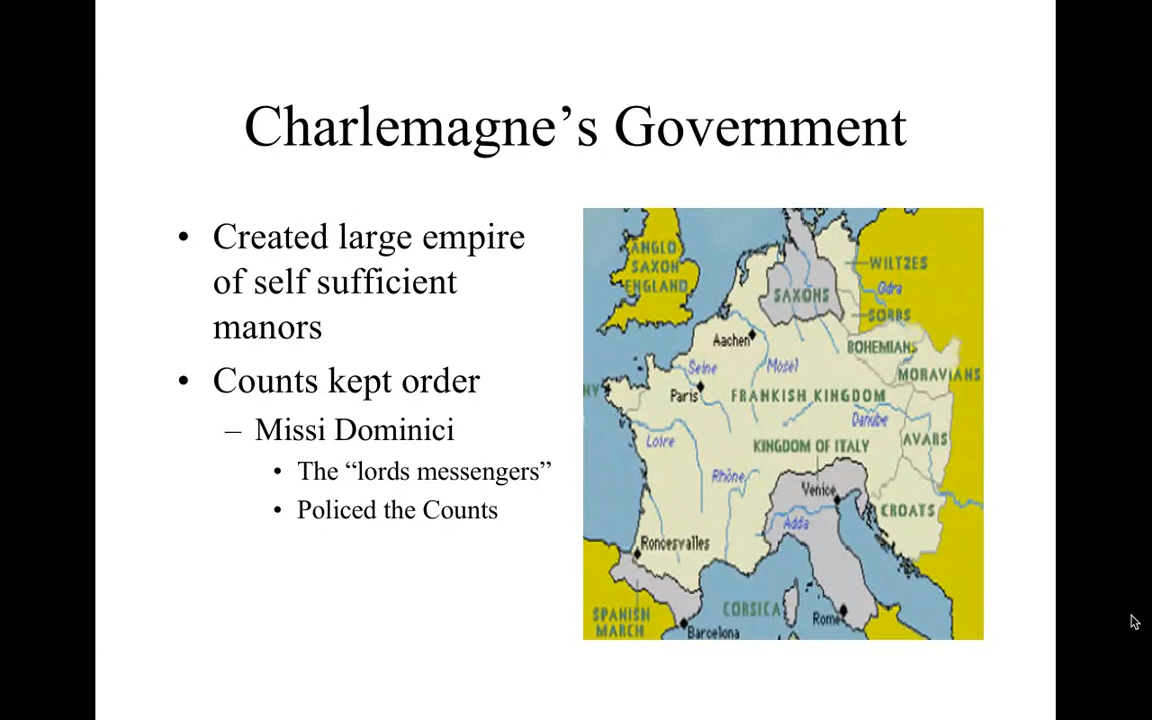 Charlemagne’s Government
• Created large empire
of self sufficient
manors
• Counts kept order
– Missi Dominici
• The “lords messengers”
• Policed the Counts
ANGLO
SAXON
ENGLAND
WILTZES
Odra
SAXONS
SORBS
Aachen
BOHEMIANS
Seine
Mosel
MORAVIANS
NY
Paris
FRANKISH KINGDOM
Danube
Loire
KINGDOM OF ITALY
AVARS
Rhône
Venice
CROATS
Adda
Roncesvalles
SPANISH
MARCH
CORSICA
Rome
Barcelona